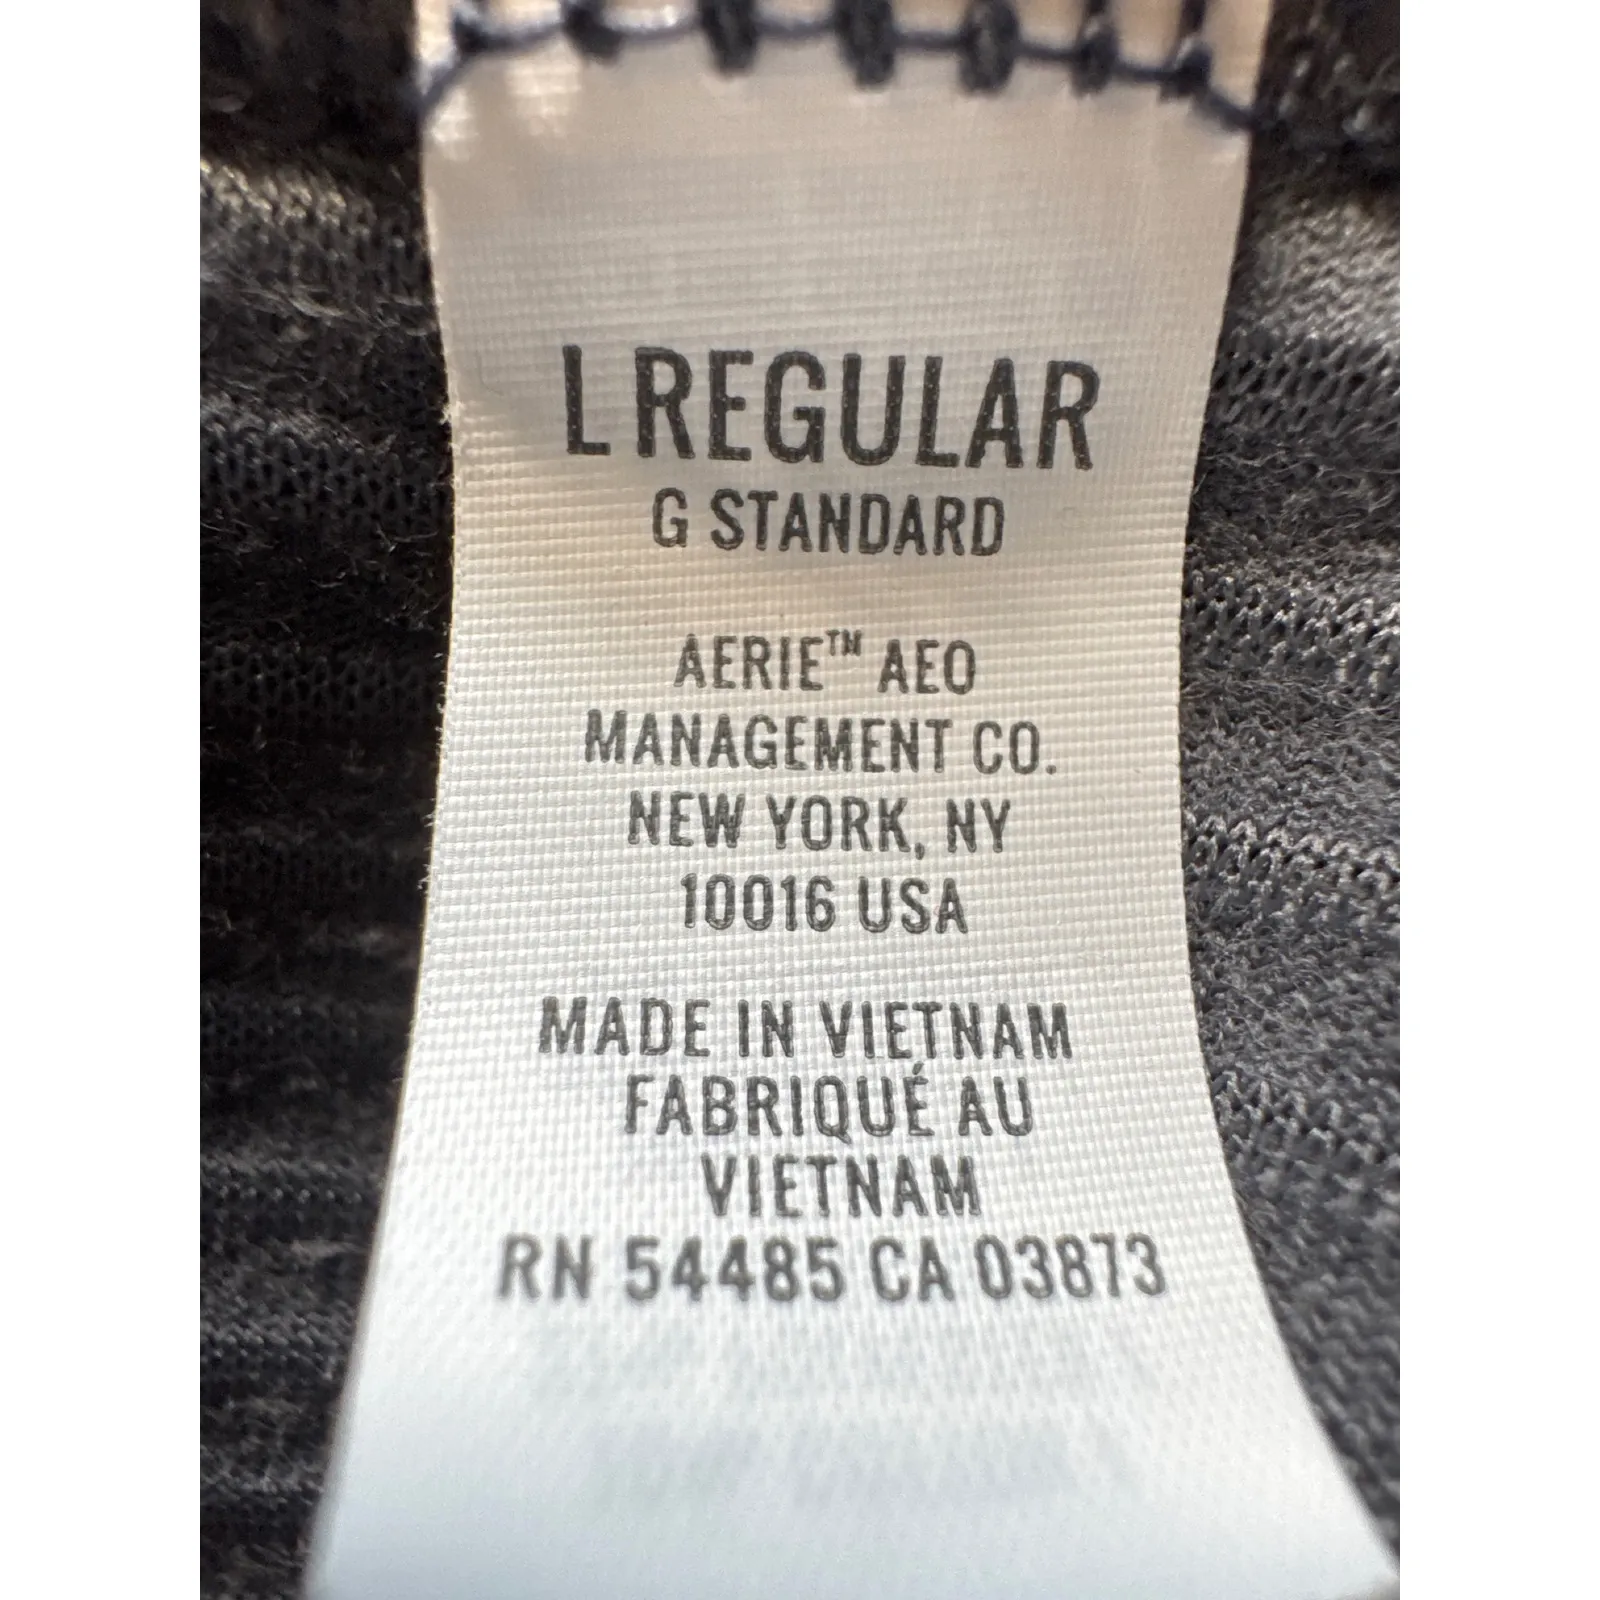 L REGULAR
G STANDARD
AERIE™ AEO
MANAGEMENT CO.
NEW YORK, NY
10016 USA
MADE IN VIETNAM
FABRIQUÉ AU
VIETNAM
RN 54485 CA 03873